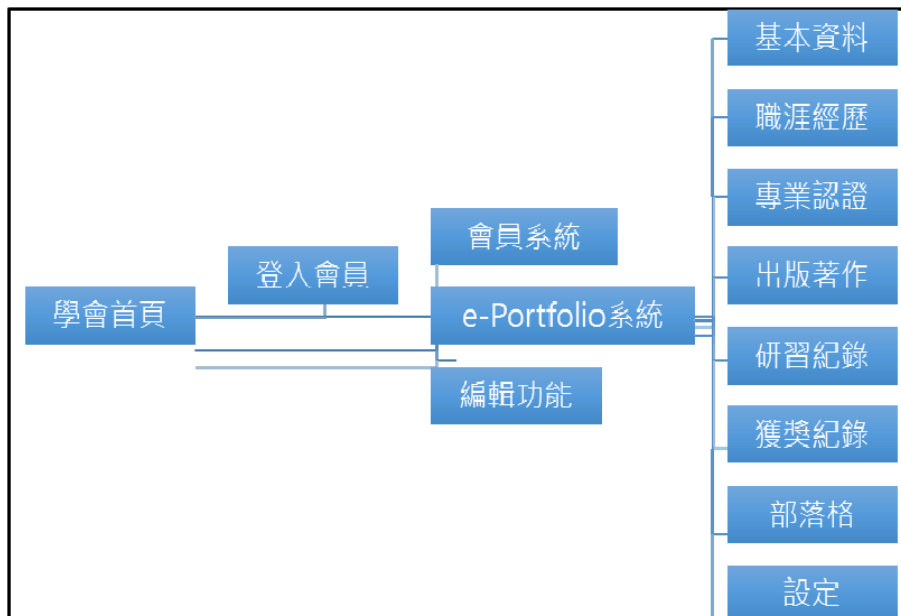 學會首頁
登入會員
會員系統
e-Portfolio系統
編輯功能
基本資料
職涯經歷
專業認證
出版著作
研習紀錄
獲獎紀錄
部落格
設定